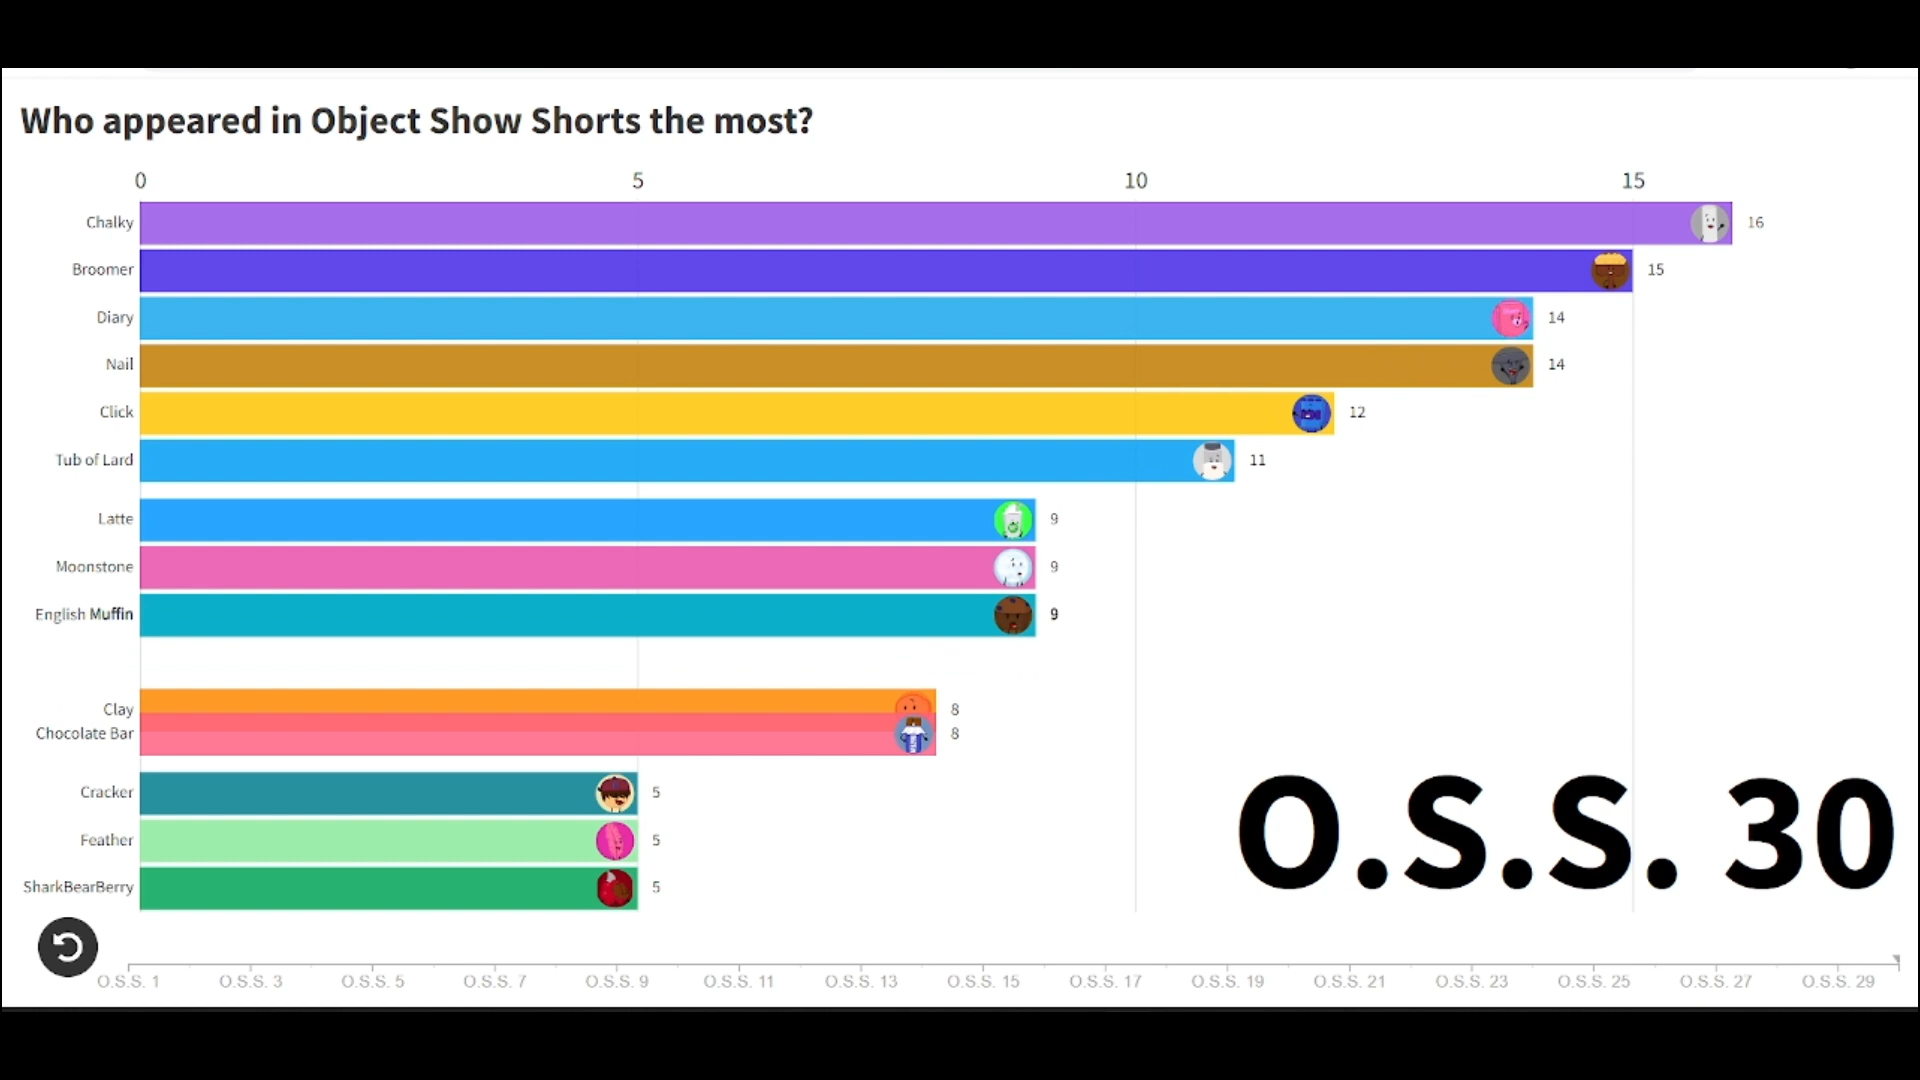 Who appeared in Object Show Shorts the most?
0 5 10 15
Chalky 16
Broomer 15
Diary 14
Nail 14
Click 12
Tub of Lard 11
Latte 9
Moonstone 9
English Muffin 9
Clay 8
Chocolate Bar 8
Cracker 5
Feather 5
SharkBearBerry 5
O.S.S. 30
O.S.S. 1 O.S.S. 3 O.S.S. 5 O.S.S. 7 O.S.S. 9 O.S.S. 11 O.S.S. 13 O.S.S. 15 O.S.S. 17 O.S.S. 19 O.S.S. 21 O.S.S. 23 O.S.S. 25 O.S.S. 27 O.S.S. 29